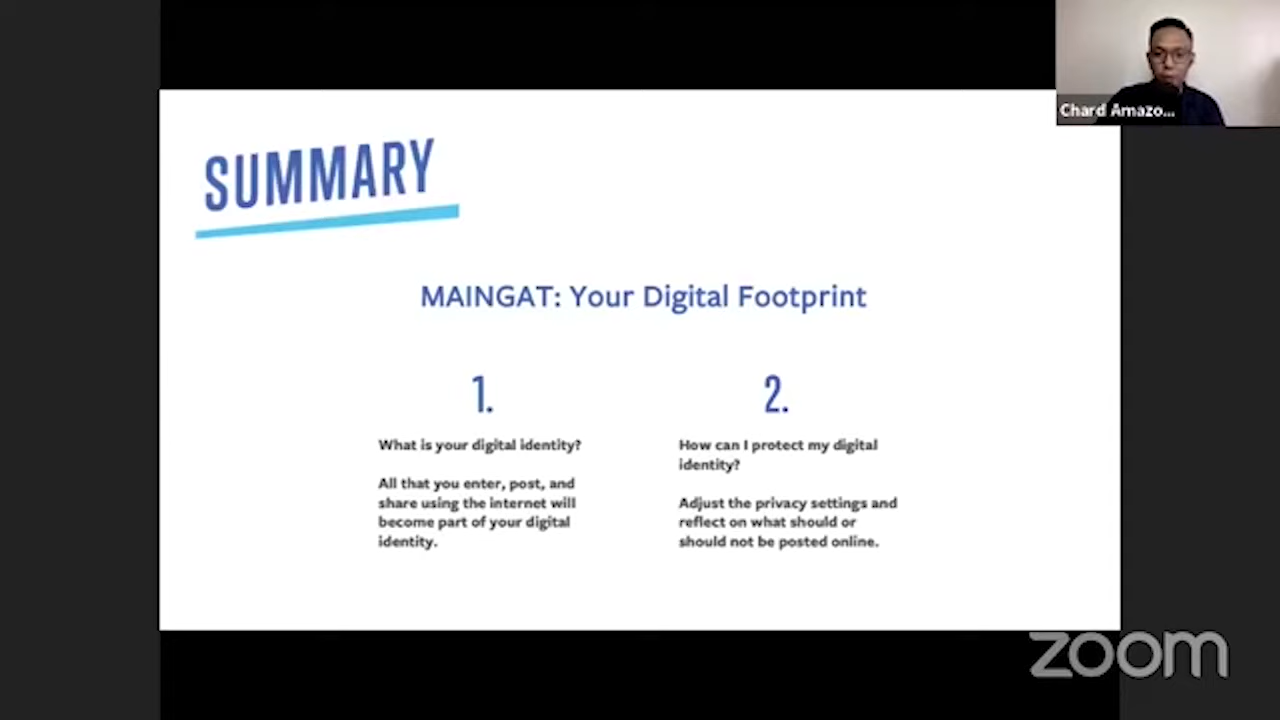 Chard Amazo...
SUMMARY
MAINGAT: Your Digital Footprint
1.
What is your digital identity?
All that you enter, post, and
share using the internet will
become part of your digital
identity.
2.
How can I protect my digital
identity?
Adjust the privacy settings and
reflect on what should or
should not be posted online.
zoom